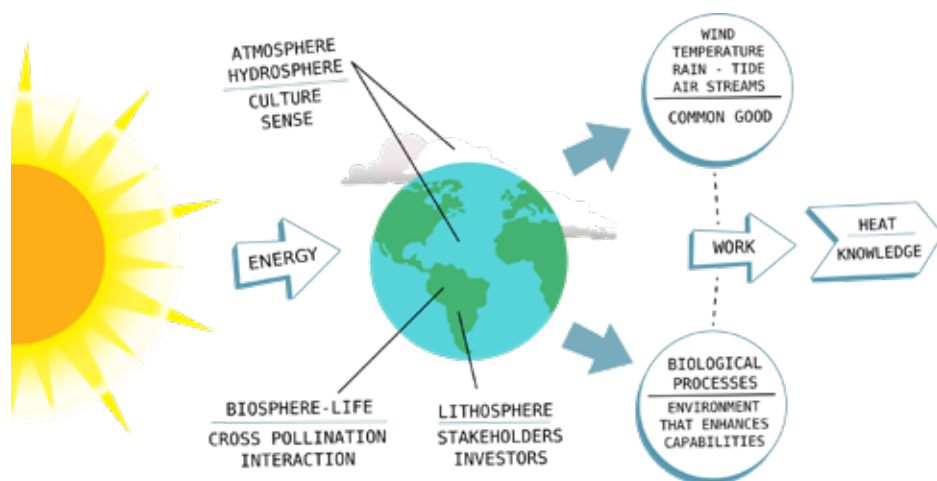 ATMOSPHERE
HYDROSPHERE
CULTURE
SENSE
ENERGY
BIOSPHERE-LIFE
CROSS POLLINATION
INTERACTION
LITHOSPHERE
STAKEHOLDERS
INVESTORS
WIND
TEMPERATURE
RAIN - TIDE
AIR STREAMS
COMMON GOOD
WORK
HEAT
KNOWLEDGE
BIOLOGICAL
PROCESSES
ENVIRONMENT
THAT ENHANCES
CAPABILITIES